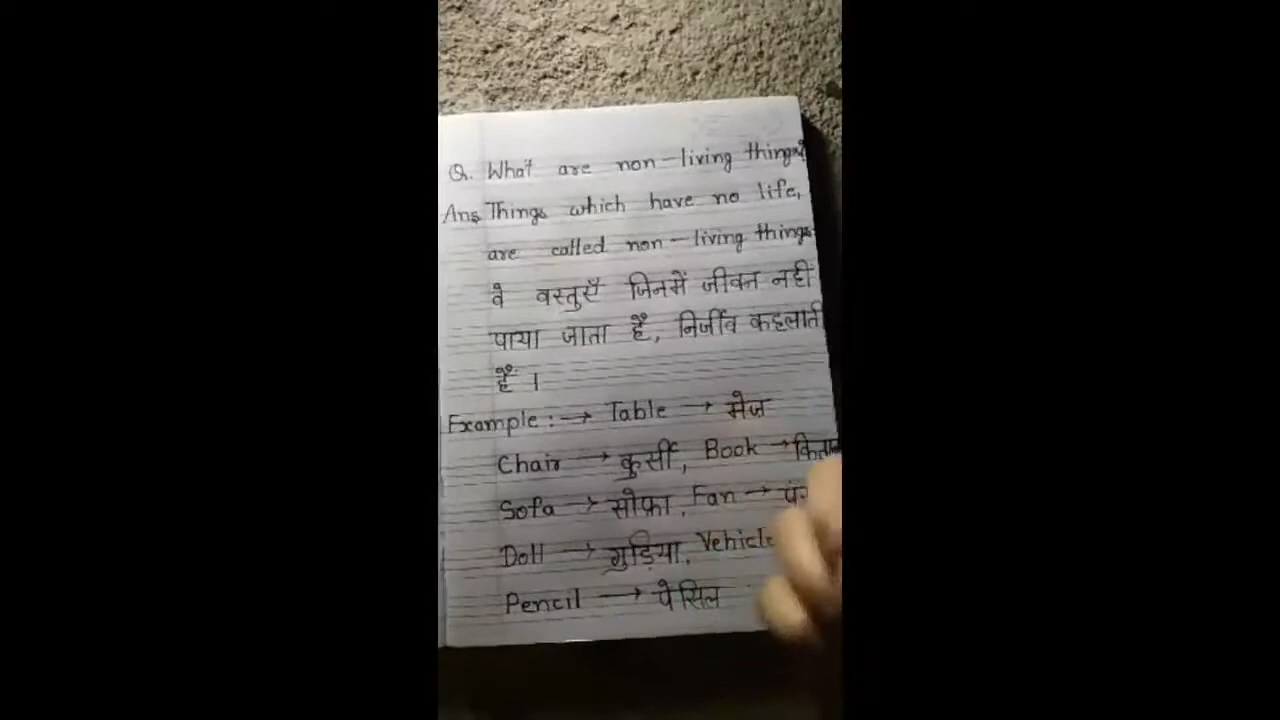 Q. What are non-living things?
Ans Things which have no life,
are called non-living things.
वे वस्तुएँ जिनमें जीवन नहीं
पाया जाता है, निर्जीव कहलाती
हैं ।
Example :→ Table → मेज़
Chair → कुर्सी, Book →
Sofa → सोफ़ा, Fan →
Doll → गुड़िया, Vehicle
Pencil → पेंसिल